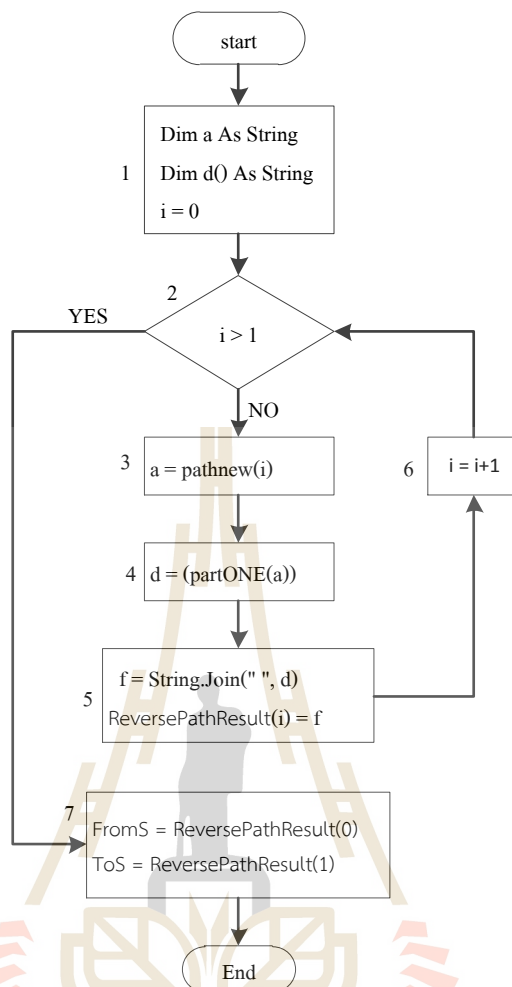 start
1
Dim a As String
Dim d() As String
i = 0
2
YES
i > 1
NO
3
a = pathnew(i)
6
i = i+1
4
d = (partONE(a))
5
f = String.Join(" ", d)
ReversePathResult(i) = f
7
FromS = ReversePathResult(0)
ToS = ReversePathResult(1)
End